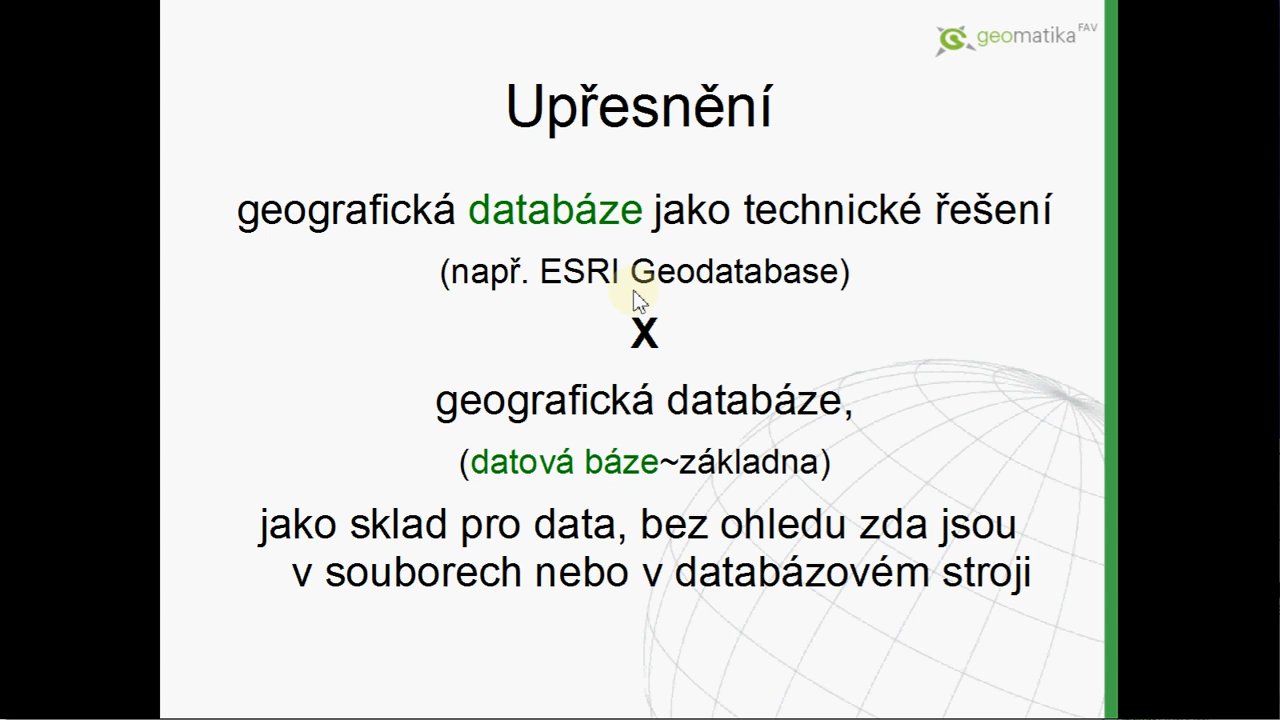 geomatika FAV
Upřesnění
geografická databáze jako technické řešení
(např. ESRI Geodatabase)
X
geografická databáze,
(datová báze~základna)
jako sklad pro data, bez ohledu zda jsou
v souborech nebo v databázovém stroji